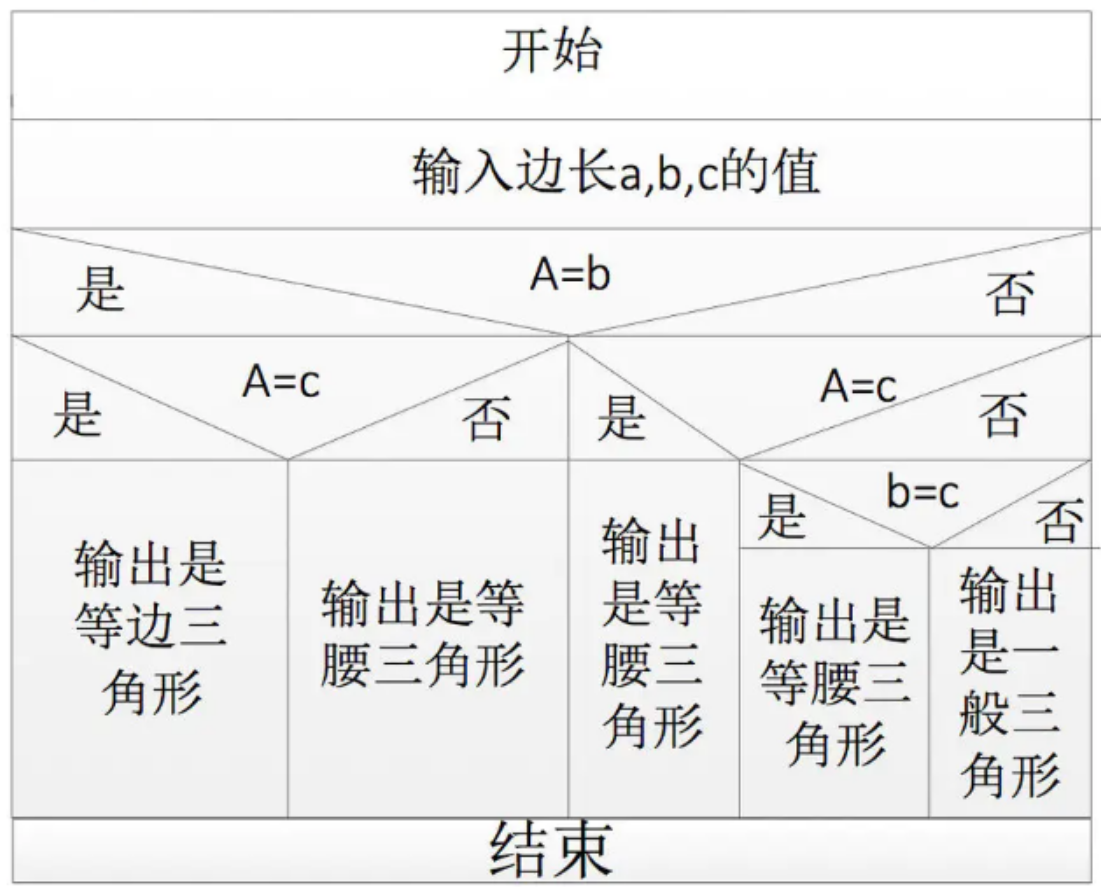 开始
输入边长a,b,c的值
A=b
是
否
A=c
是
否
A=c
是
否
b=c
是
否
输出是
等边三
角形
输出是等
腰三角形
输出
是等
腰三
角形
输出是
等腰三
角形
输出
是一
般三
角形
结束